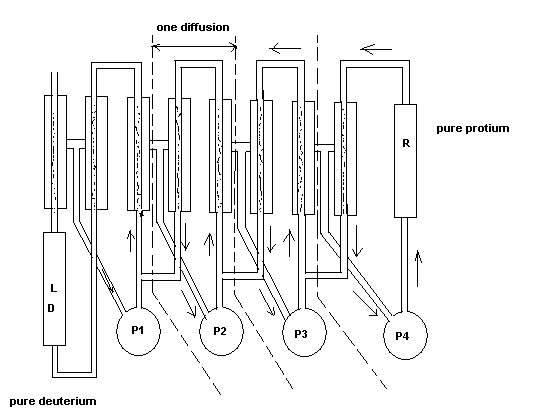 one diffusion
pure protium
R
L
D
P1
P2
P3
P4
pure deuterium